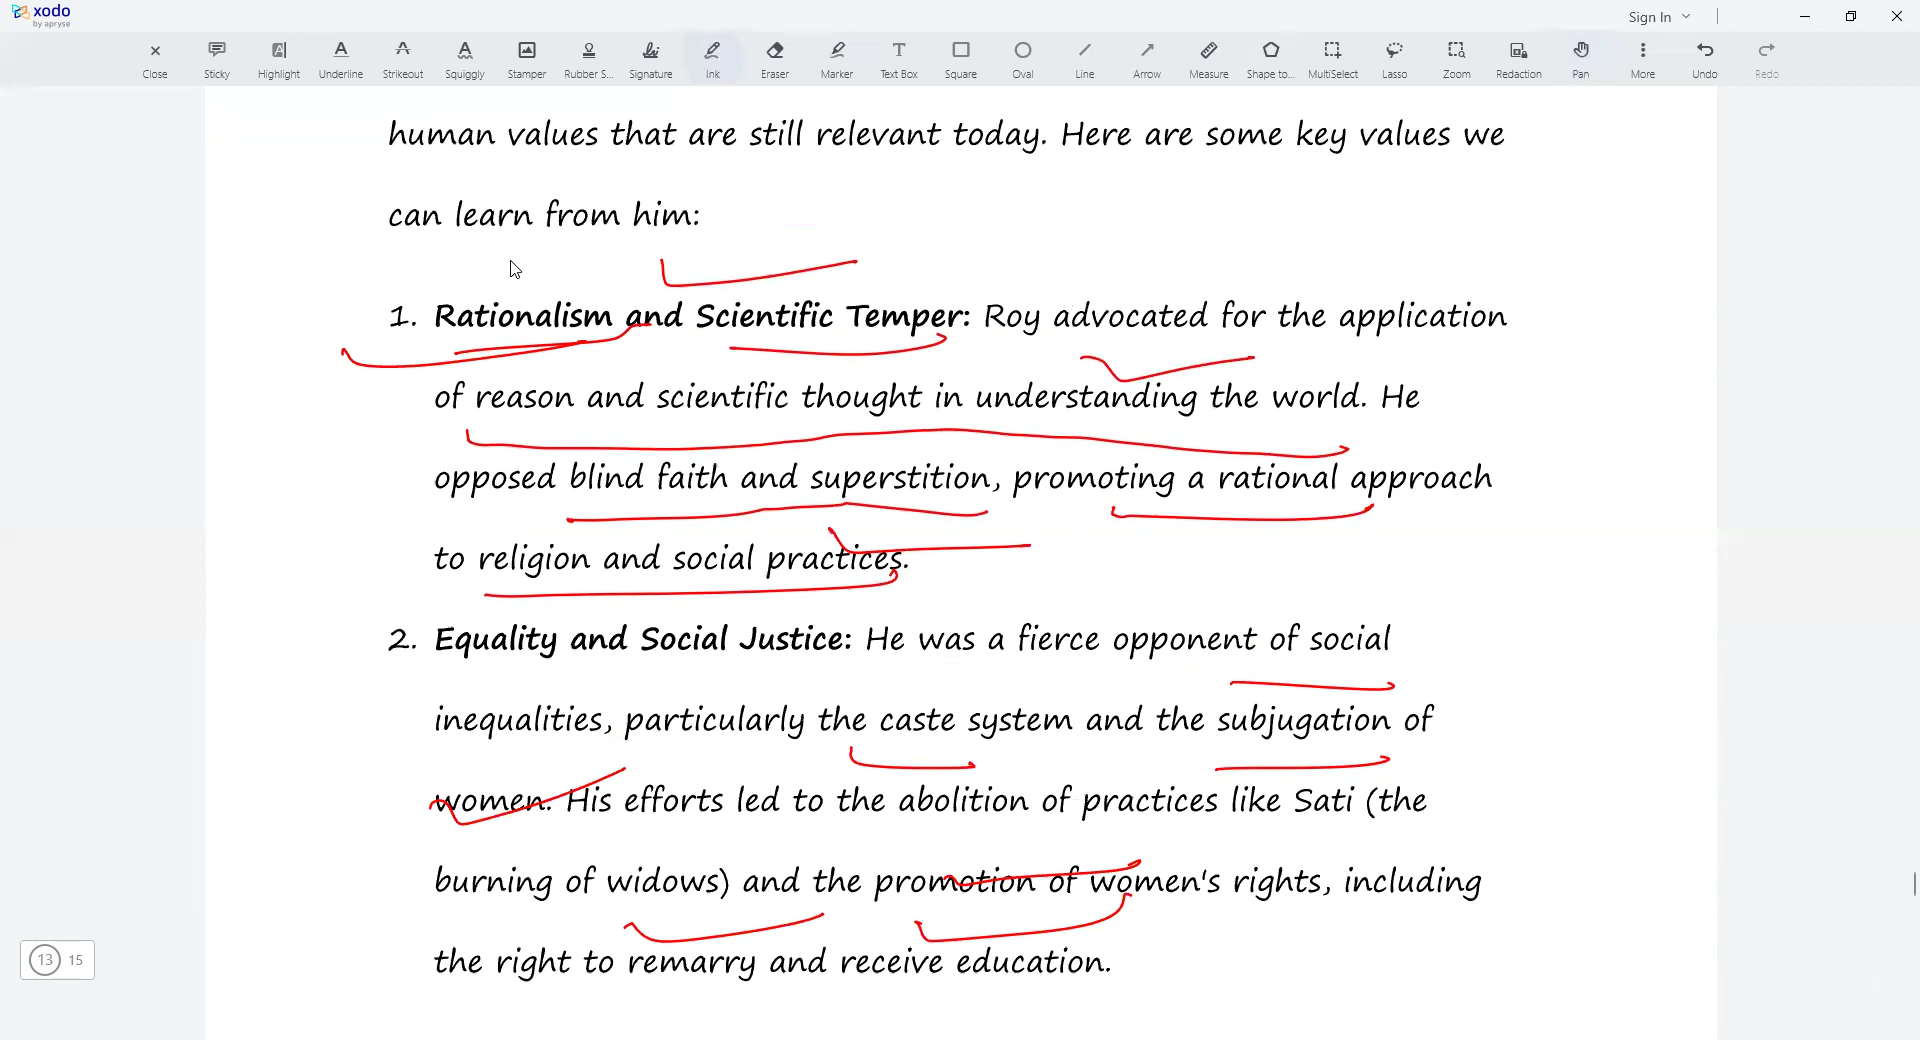 xodo
by apryse
Sign In
Close
Sticky
Highlight
Underline
Strikeout
Squiggly
Stamper
Rubber S...
Signature
Ink
Eraser
Marker
Text Box
Square
Oval
Line
Arrow
Measure
Shape to...
MultiSelect
Lasso
Zoom
Redaction
Pan
More
Undo
Redo
human values that are still relevant today. Here are some key values we
can learn from him:
1. Rationalism and Scientific Temper: Roy advocated for the application
of reason and scientific thought in understanding the world. He
opposed blind faith and superstition, promoting a rational approach
to religion and social practices.
2. Equality and Social Justice: He was a fierce opponent of social
inequalities, particularly the caste system and the subjugation of
women. His efforts led to the abolition of practices like Sati (the
burning of widows) and the promotion of women's rights, including
the right to remarry and receive education.
13 15